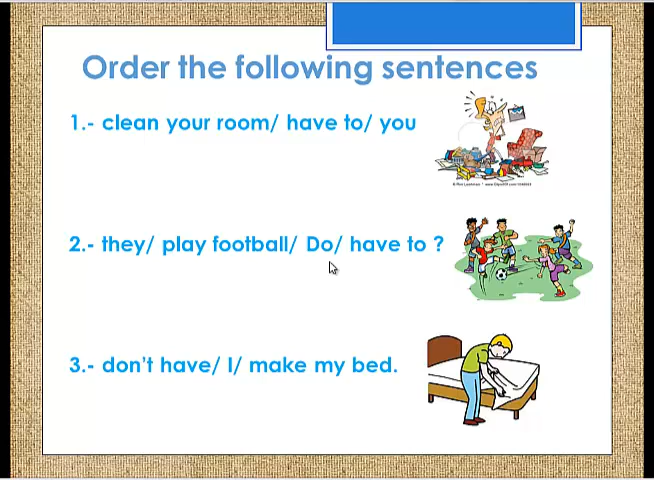 Order the following sentences
1.- clean your room/ have to/ you
2.- they/ play football/ Do/ have to ?
3.- don't have/ I/ make my bed.